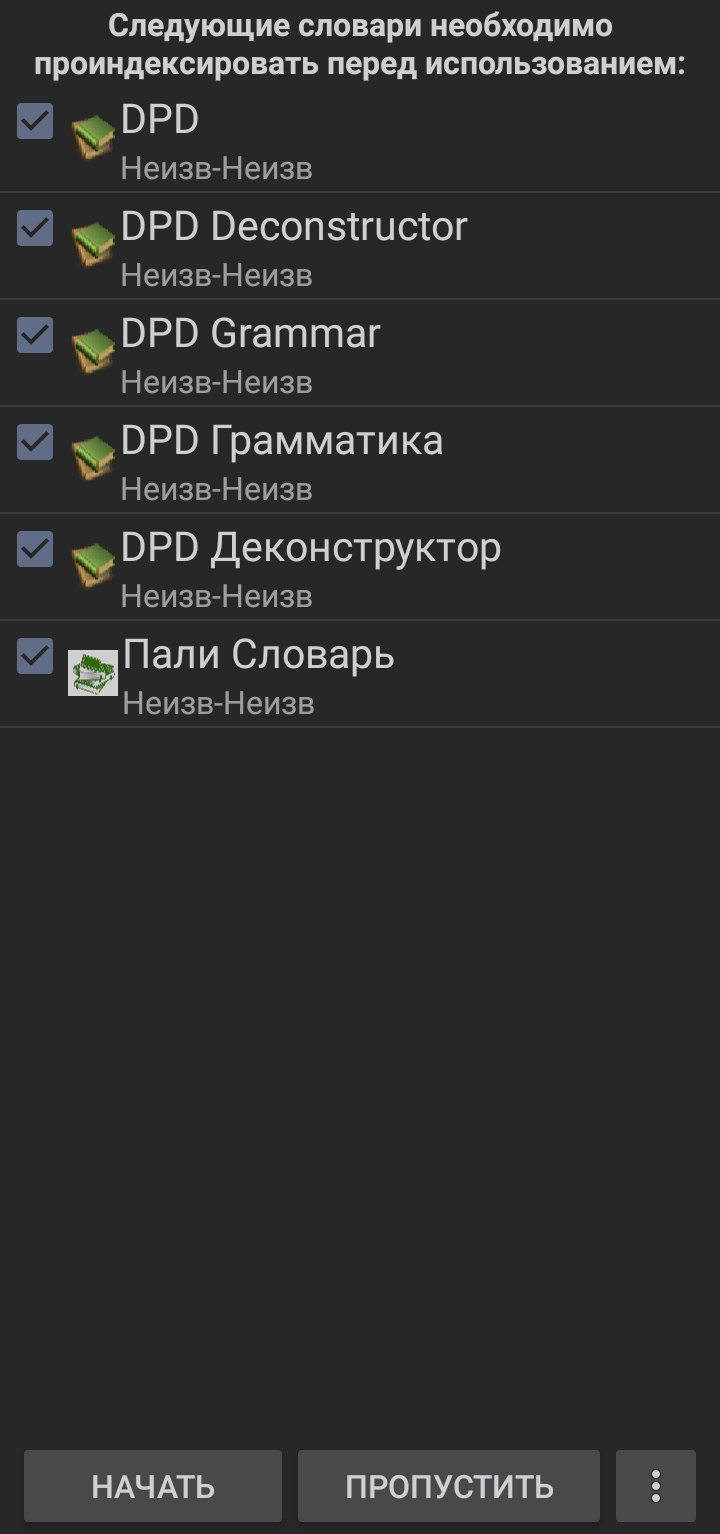 Следующие словари необходимо
проиндексировать перед использованием:
DPD
Неизв-Неизв
DPD Deconstructor
Неизв-Неизв
DPD Grammar
Неизв-Неизв
DPD Грамматика
Неизв-Неизв
DPD Деконструктор
Неизв-Неизв
Пали Словарь
Неизв-Неизв
НАЧАТЬ
ПРОПУСТИТЬ